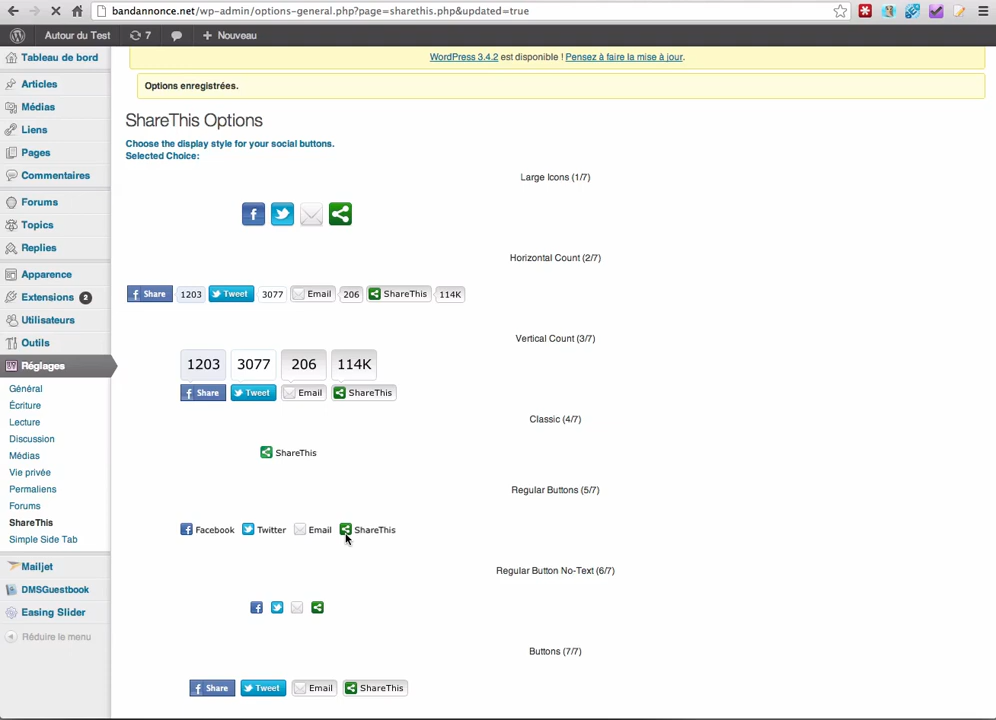 bandannonce.net/wp-admin/options-general.php?page=sharethis.php&updated=true
Autour du Test 7 Nouveau
Tableau de bord
Articles
Médias
Liens
Pages
Commentaires
Forums
Topics
Replies
Apparence
Extensions 2
Utilisateurs
Outils
Réglages
Général
Écriture
Lecture
Discussion
Médias
Vie privée
Permaliens
Forums
ShareThis
Simple Side Tab
Mailjet
DMSGuestbook
Easing Slider
Réduire le menu
WordPress 3.4.2 est disponible ! Pensez à faire la mise à jour.
Options enregistrées.
ShareThis Options
Choose the display style for your social buttons.
Selected Choice:
Large Icons (1/7)
Horizontal Count (2/7)
Share 1203 Tweet 3077 Email 206 ShareThis 114K
Vertical Count (3/7)
1203 3077 206 114K
Share Tweet Email ShareThis
Classic (4/7)
ShareThis
Regular Buttons (5/7)
Facebook Twitter Email ShareThis
Regular Button No-Text (6/7)
Buttons (7/7)
Share Tweet Email ShareThis